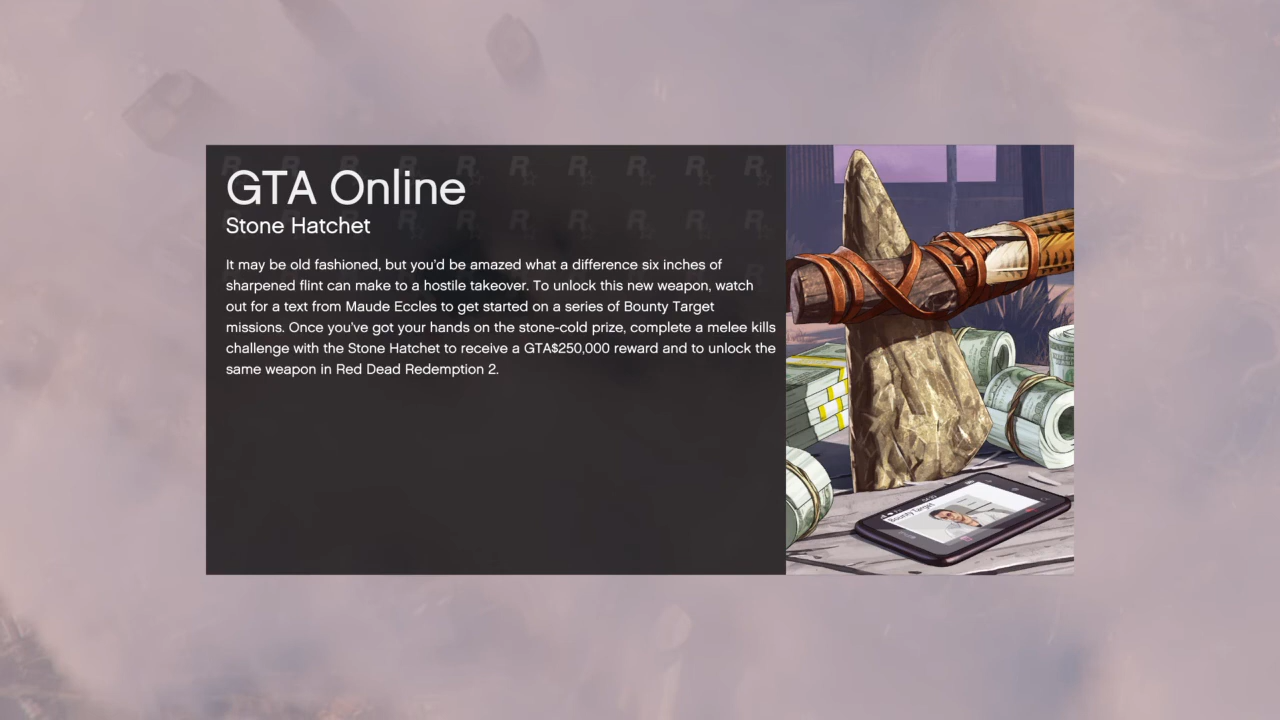 GTA Online
Stone Hatchet
It may be old fashioned, but you'd be amazed what a difference six inches of
sharpened flint can make to a hostile takeover. To unlock this new weapon, watch
out for a text from Maude Eccles to get started on a series of Bounty Target
missions. Once you've got your hands on the stone-cold prize, complete a melee kills
challenge with the Stone Hatchet to receive a GTA$250,000 reward and to unlock the
same weapon in Red Dead Redemption 2.
Bounty Target